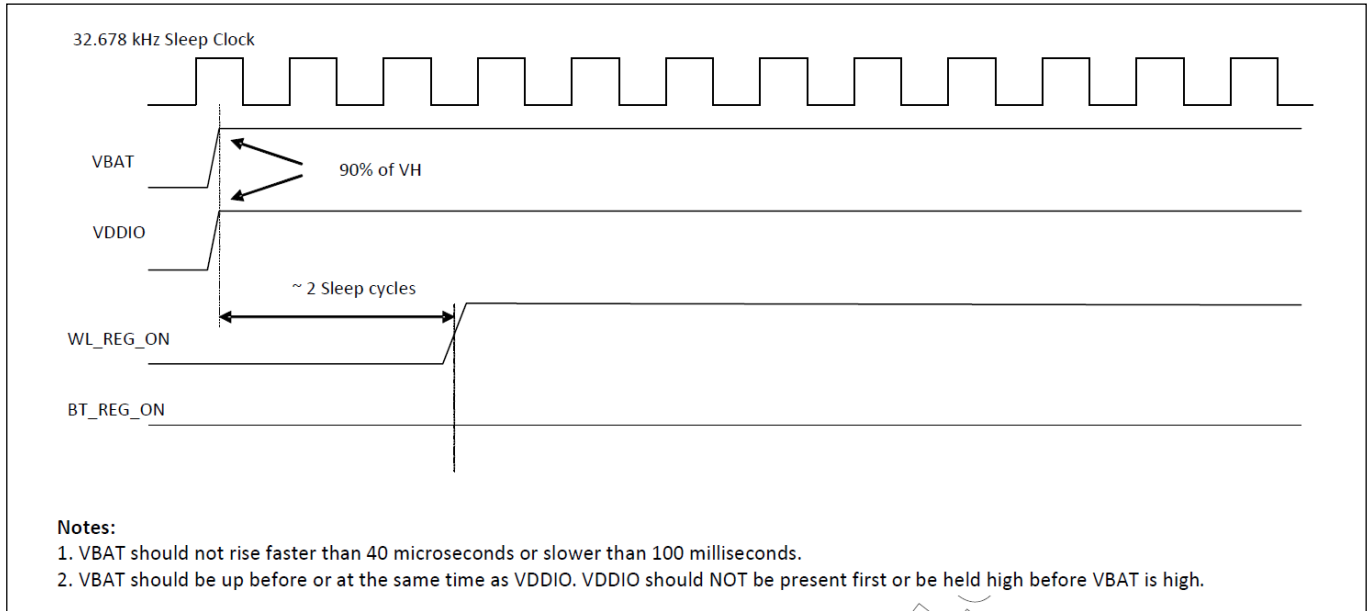 32.678 kHz Sleep Clock
VBAT
90% of VH
VDDIO
~ 2 Sleep cycles
WL_REG_ON
BT_REG_ON
Notes:
1. VBAT should not rise faster than 40 microseconds or slower than 100 milliseconds.
2. VBAT should be up before or at the same time as VDDIO. VDDIO should NOT be present first or be held high before VBAT is high.